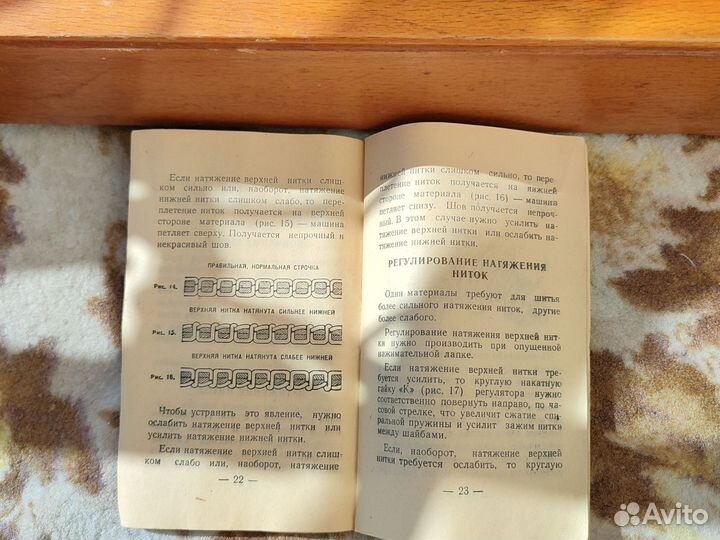 Если натяжение верхней нитки слиш-
ком сильно или, наоборот, натяжение
нижней нитки слишком слабо, то пере-
плетение ниток получается на верхней
стороне материала (рис. 15) — машина
петляет сверху. Получается непрочный и
некрасивый шов.
ПРАВИЛЬНАЯ, НОРМАЛЬНАЯ СТРОЧКА
Рис. 14.
ВЕРХНЯЯ НИТКА НАТЯНУТА СИЛЬНЕЕ НИЖНЕЙ
Рис. 15.
ВЕРХНЯЯ НИТКА НАТЯНУТА СЛАБЕЕ НИЖНЕЙ
Рис. 16.
Чтобы устранить это явление, нужно
ослабить натяжение верхней нитки или
усилить натяжение нижней нитки.
Если натяжение верхней нитки слиш-
ком слабо или, наоборот, натяжение
— 22 —
нижней нитки слишком сильно, то пере-
плетение ниток получается на нижней
стороне материала (рис. 16) — машина
петляет снизу. Шов получается непроч-
ный. В этом случае нужно усилить на-
тяжение верхней нитки или ослабить на-
тяжение нижней нитки.
РЕГУЛИРОВАНИЕ НАТЯЖЕНИЯ
НИТОК
Одни материалы требуют для шитья
более сильного натяжения ниток, другие
более слабого.
Регулирование натяжения верхней нит-
ки нужно производить при опущенной
нажимательной лапке.
Если натяжение верхней нитки тре-
буется усилить, то круглую накатную
гайку «К» (рис. 17) регулятора нужно
соответственно повернуть направо, по ча-
совой стрелке, что увеличит сжатие спи-
ральной пружины и усилит зажим нитки
между шайбами.
Если, наоборот, натяжение верхней
нитки требуется ослабить, то круглую
— 23 —
Avito